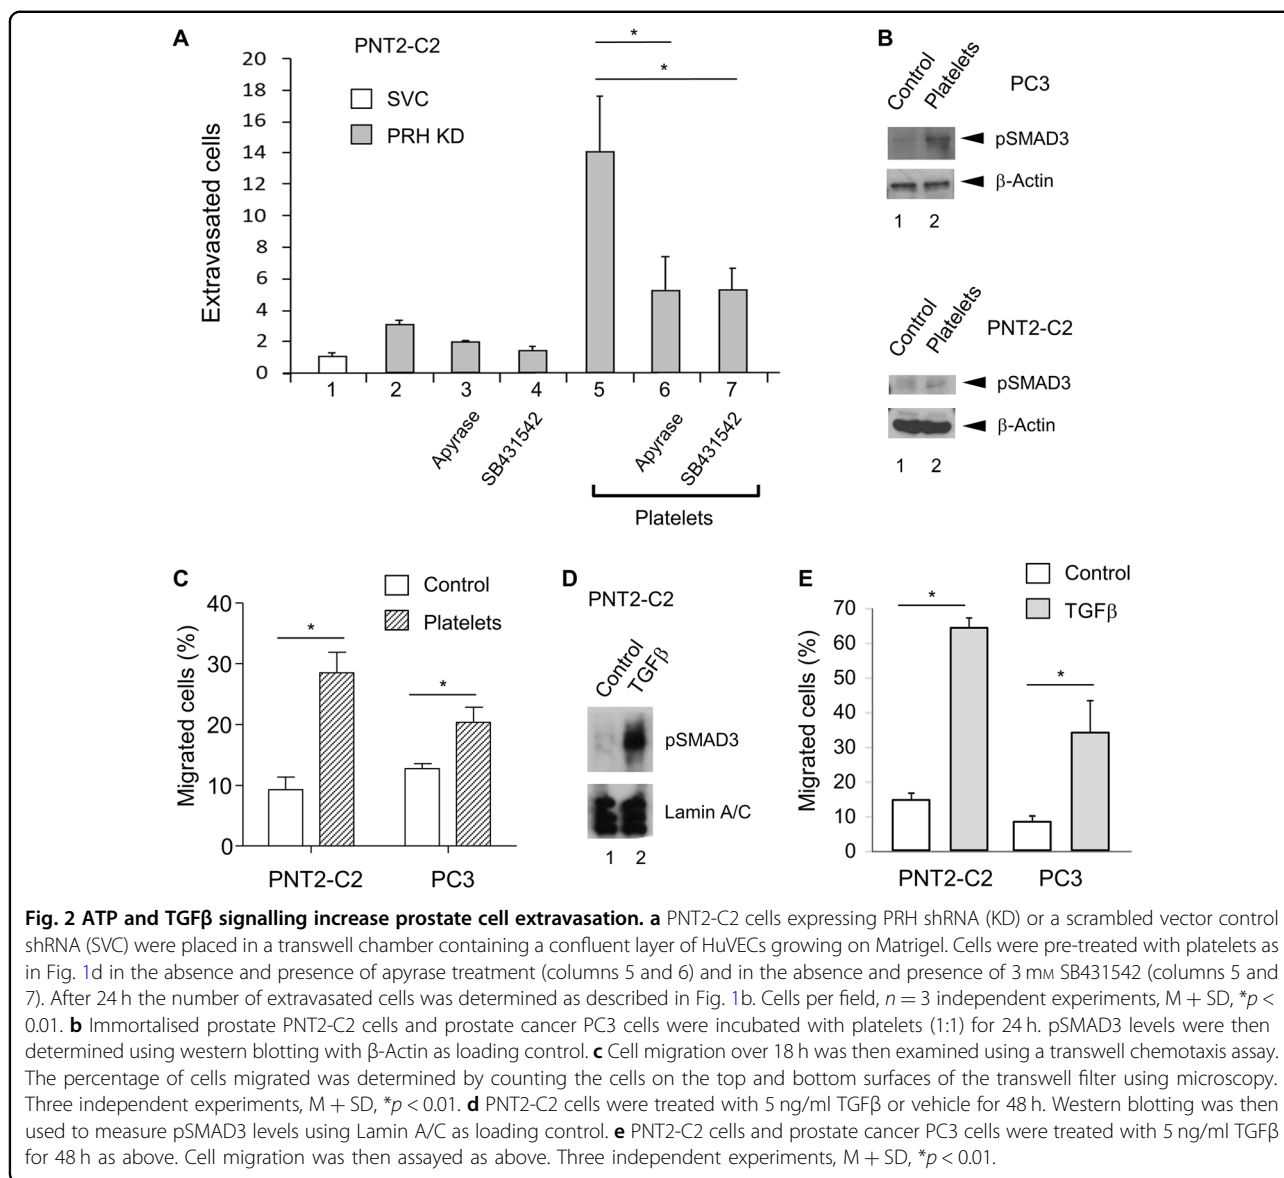 A
PNT2-C2
SVC
PRH KD
Extravasated cells
20
18
16
14
12
10
8
6
4
2
0
*
*
1 2 3 4 5 6 7
Apyrase
SB431542
Apyrase
SB431542
Platelets
B
Control
Platelets
PC3
pSMAD3
β-Actin
1 2
Control
Platelets
PNT2-C2
pSMAD3
β-Actin
1 2
C
Control
Platelets
Migrated cells (%)
40
30
20
10
0
*
*
PNT2-C2 PC3
D
PNT2-C2
Control
TGFβ
pSMAD3
Lamin A/C
1 2
E
Control
TGFβ
Migrated cells (%)
70
60
50
40
30
20
10
0
*
*
PNT2-C2 PC3
Fig. 2 ATP and TGFβ signalling increase prostate cell extravasation. a PNT2-C2 cells expressing PRH shRNA (KD) or a scrambled vector control
shRNA (SVC) were placed in a transwell chamber containing a confluent layer of HuVECs growing on Matrigel. Cells were pre-treated with platelets as
in Fig. 1d in the absence and presence of apyrase treatment (columns 5 and 6) and in the absence and presence of 3 mM SB431542 (columns 5 and
7). After 24 h the number of extravasated cells was determined as described in Fig. 1b. Cells per field, n = 3 independent experiments, M + SD, *p <
0.01. b Immortalised prostate PNT2-C2 cells and prostate cancer PC3 cells were incubated with platelets (1:1) for 24 h. pSMAD3 levels were then
determined using western blotting with β-Actin as loading control. c Cell migration over 18 h was then examined using a transwell chemotaxis assay.
The percentage of cells migrated was determined by counting the cells on the top and bottom surfaces of the transwell filter using microscopy.
Three independent experiments, M + SD, *p < 0.01. d PNT2-C2 cells were treated with 5 ng/ml TGFβ or vehicle for 48 h. Western blotting was then
used to measure pSMAD3 levels using Lamin A/C as loading control. e PNT2-C2 cells and prostate cancer PC3 cells were treated with 5 ng/ml TGFβ
for 48 h as above. Cell migration was then assayed as above. Three independent experiments, M + SD, *p < 0.01.